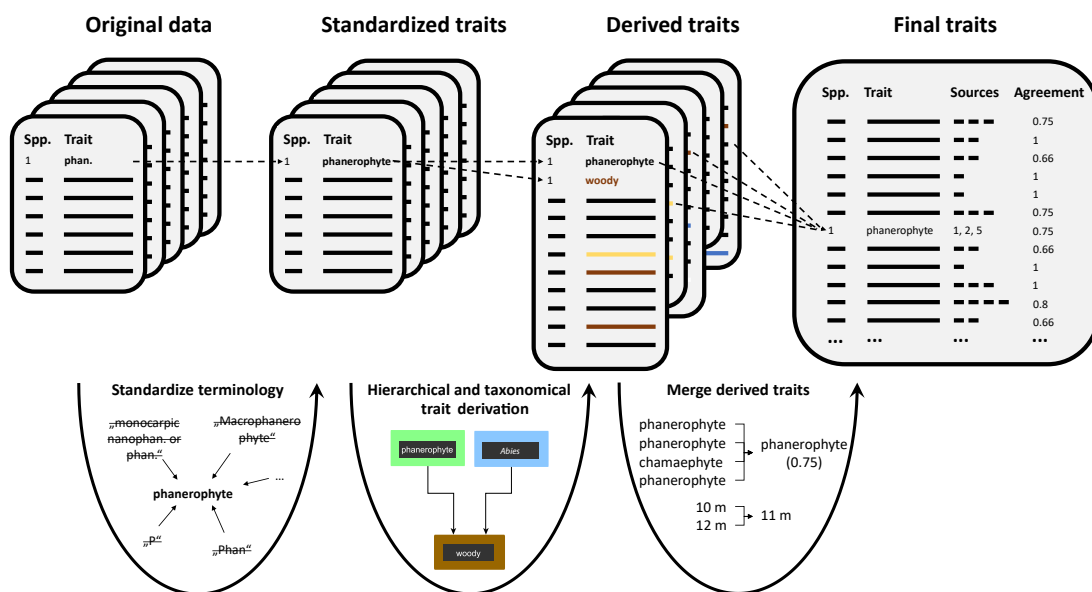 Original data
Standardized traits
Derived traits
Final traits
Spp. Trait
1 phan.
Spp. Trait
1 phanerophyte
Spp. Trait
1 phanerophyte
1 woody
Spp. Trait Sources Agreement
0.75
1
0.66
1
1
0.75
1 phanerophyte 1, 2, 5 0.75
0.66
1
1
0.8
0.66
... ... ... ...
Standardize terminology
„monocarpic
nanophan. or
phan.“
„Macrophanero
phyte“
...
phanerophyte
„P“
„Phan“
Hierarchical and taxonomical
trait derivation
phanerophyte
Abies
woody
Merge derived traits
phanerophyte
phanerophyte
chamaephyte
phanerophyte
phanerophyte
(0.75)
10 m
12 m
11 m